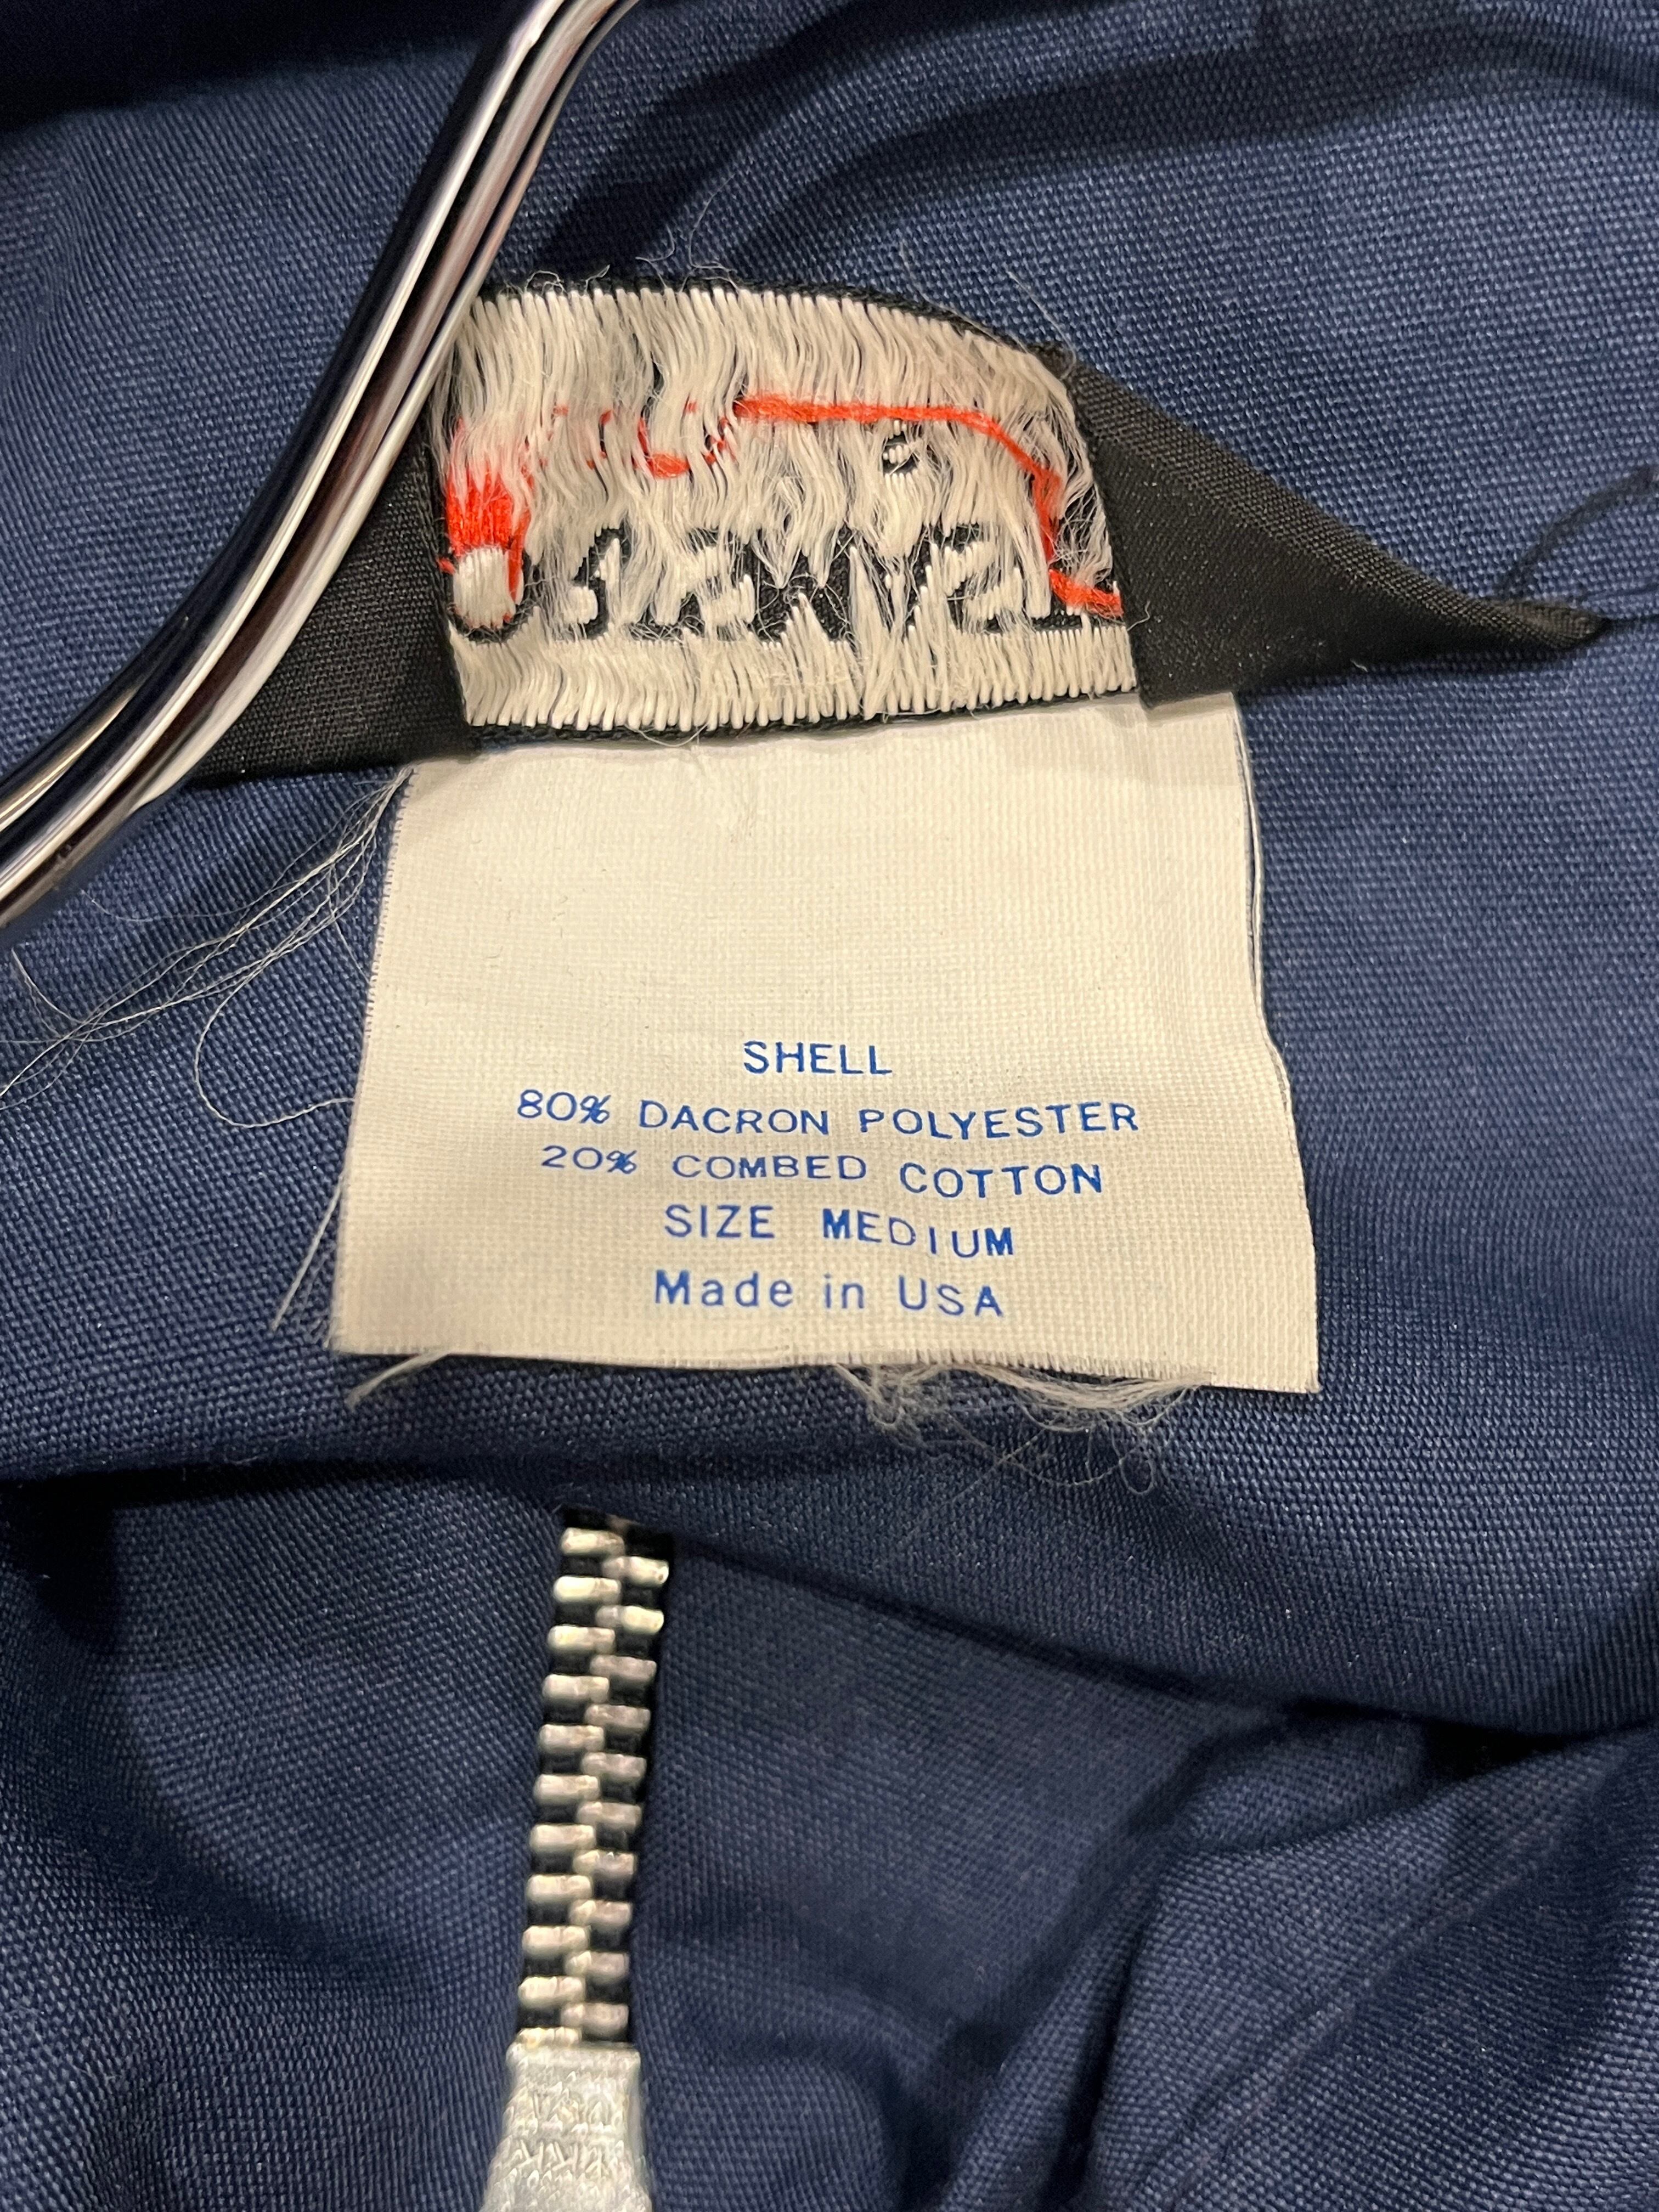 SHELL
80% DACRON POLYESTER
20% COMBED COTTON
SIZE MEDIUM
Made in USA